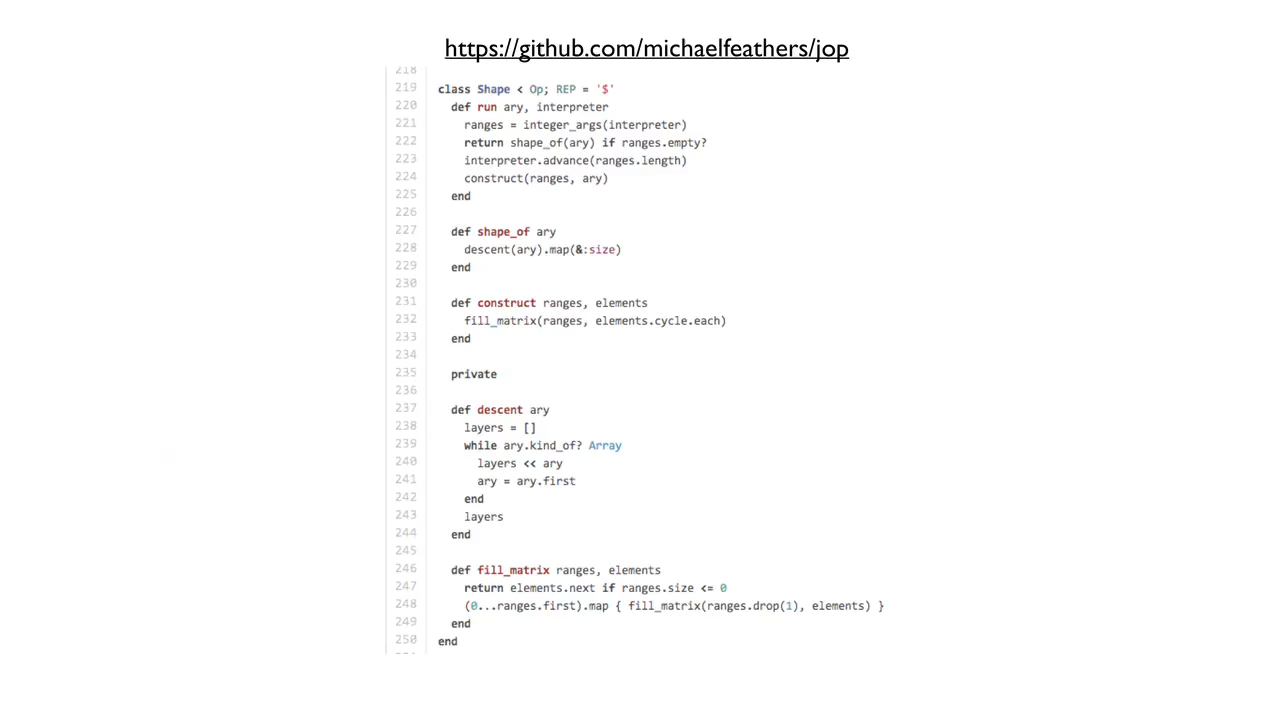 https://github.com/michaelfeathers/jop
218
219 class Shape < Op; REP = '$'
220 def run ary, interpreter
221 ranges = integer_args(interpreter)
222 return shape_of(ary) if ranges.empty?
223 interpreter.advance(ranges.length)
224 construct(ranges, ary)
225 end
226
227 def shape_of ary
228 descent(ary).map(&:size)
229 end
230
231 def construct ranges, elements
232 fill_matrix(ranges, elements.cycle.each)
233 end
234
235 private
236
237 def descent ary
238 layers = []
239 while ary.kind_of? Array
240 layers << ary
241 ary = ary.first
242 end
243 layers
244 end
245
246 def fill_matrix ranges, elements
247 return elements.next if ranges.size <= 0
248 (0...ranges.first).map { fill_matrix(ranges.drop(1), elements) }
249 end
250 end